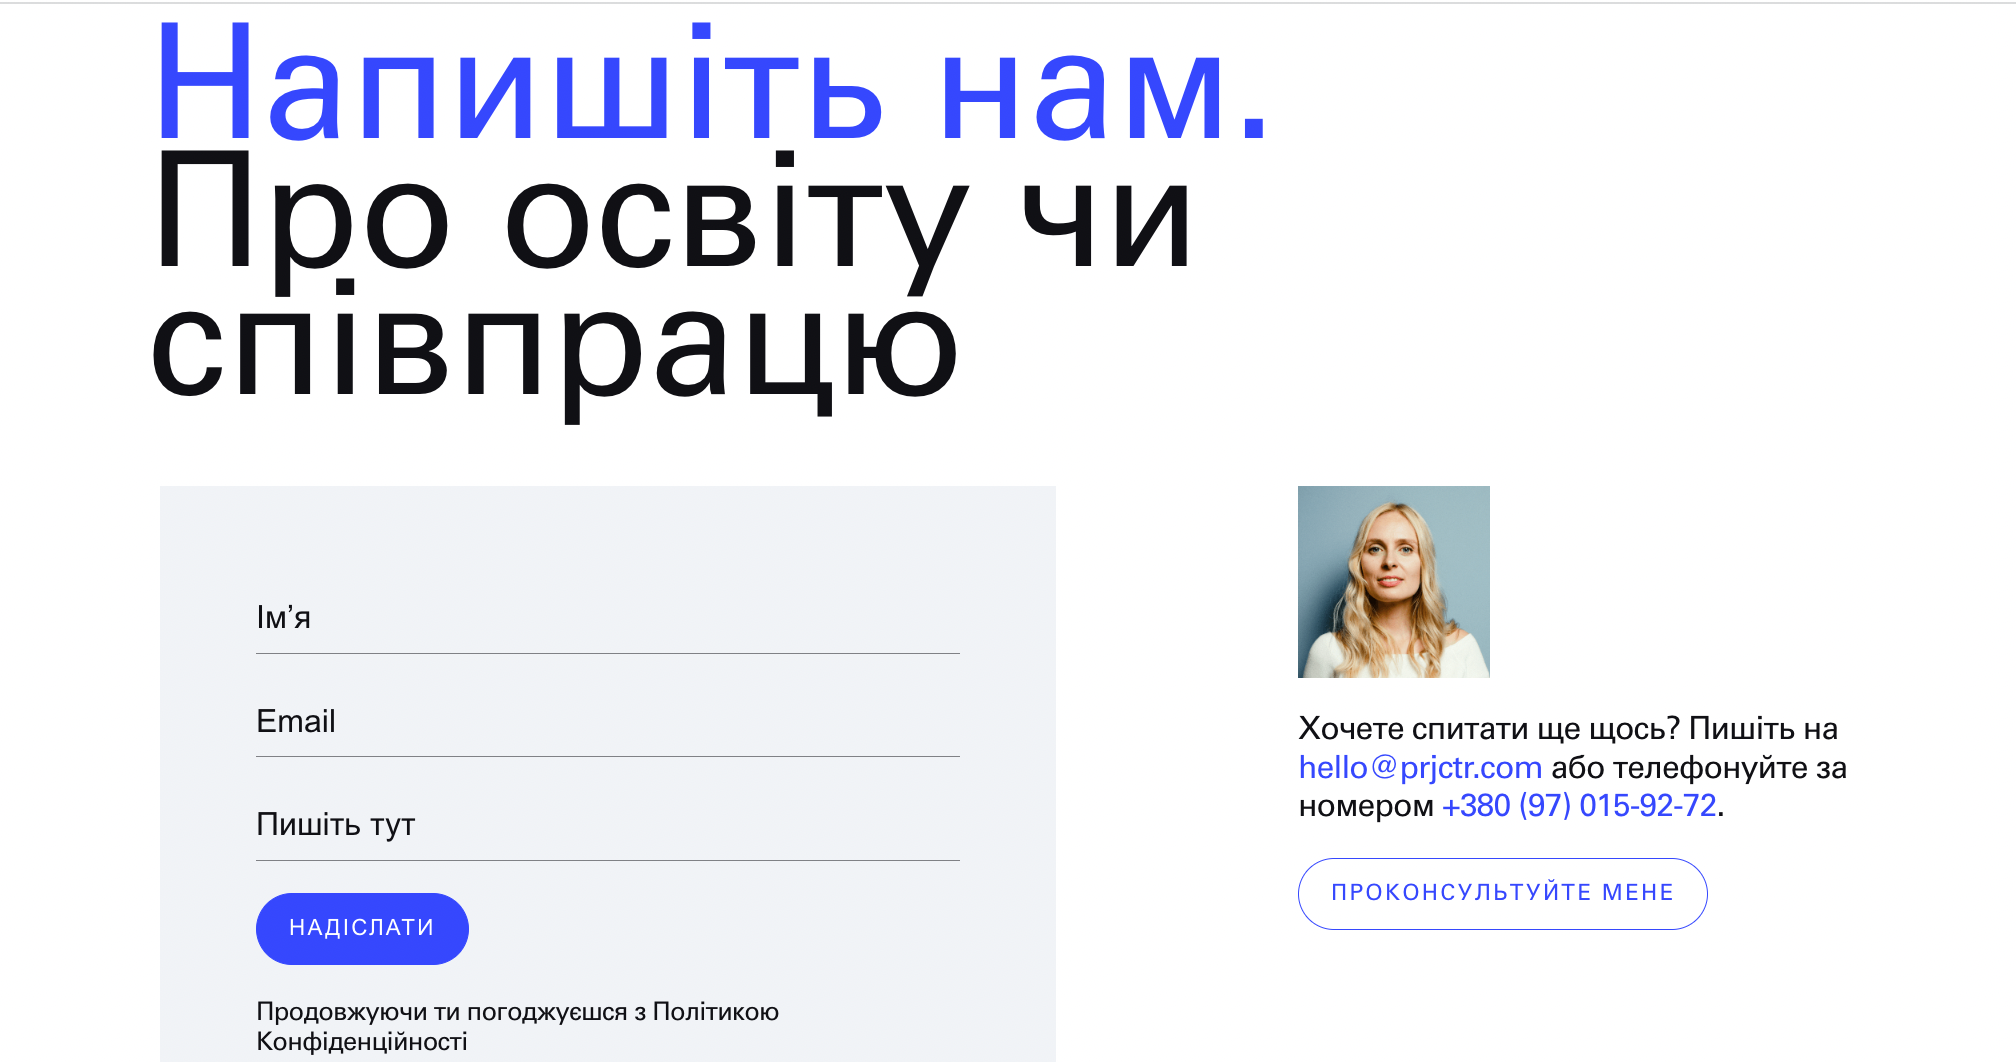 Напишіть нам.
Про освіту чи
співпрацю
Ім’я
Email
Пишіть тут
НАДІСЛАТИ
Продовжуючи ти погоджуєшся з Політикою
Конфіденційності
Хочете спитати ще щось? Пишіть на
hello@prjctr.com або телефонуйте за
номером +380 (97) 015-92-72.
ПРОКОНСУЛЬТУЙТЕ МЕНЕ